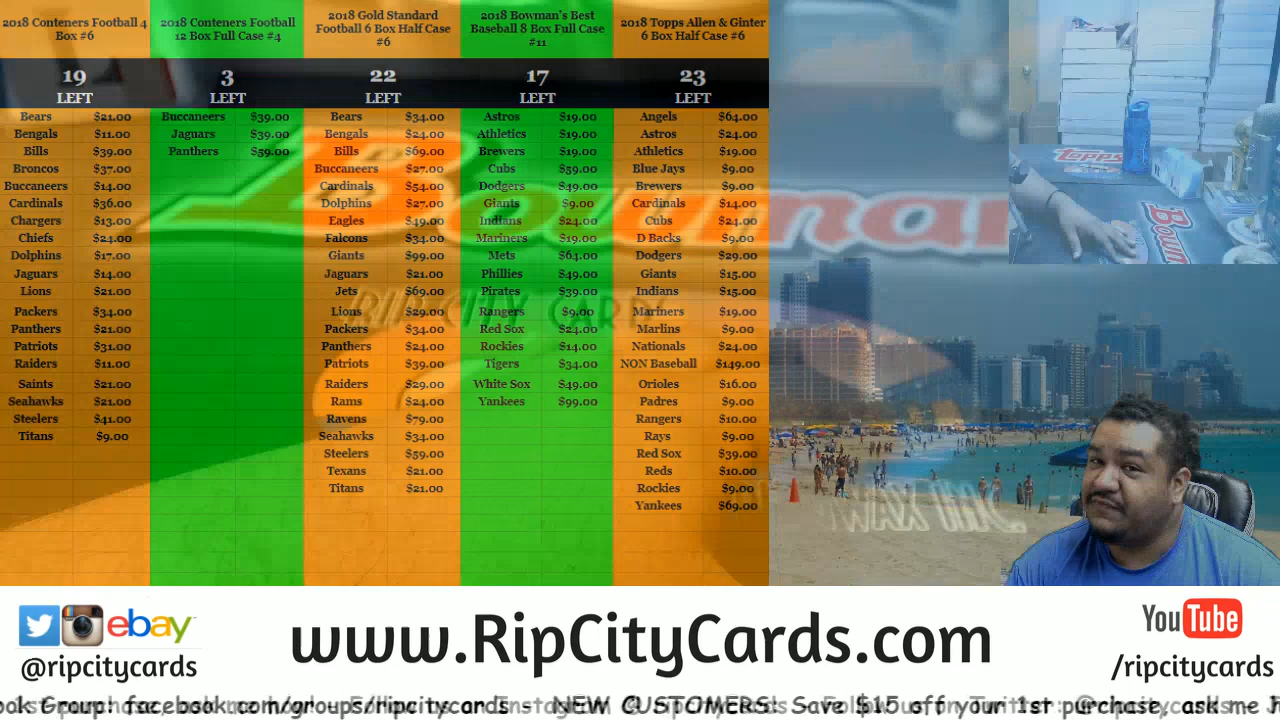 2018 Conteners Football 4
Box #6
19
LEFT
Bears $21.00
Bengals $11.00
Bills $39.00
Broncos $37.00
Buccaneers $14.00
Cardinals $36.00
Chargers $13.00
Chiefs $24.00
Dolphins $17.00
Jaguars $14.00
Lions $21.00
Packers $34.00
Panthers $21.00
Patriots $31.00
Raiders $11.00
Saints $21.00
Seahawks $21.00
Steelers $41.00
Titans $9.00
2018 Conteners Football
12 Box Full Case #4
3
LEFT
Buccaneers $39.00
Jaguars $39.00
Panthers $59.00
2018 Gold Standard
Football 6 Box Half Case
#6
22
LEFT
Bears $34.00
Bengals $24.00
Bills $69.00
Buccaneers $27.00
Cardinals $54.00
Dolphins $27.00
Eagles $49.00
Falcons $34.00
Giants $99.00
Jaguars $21.00
Jets $69.00
Lions $29.00
Packers $34.00
Panthers $24.00
Patriots $39.00
Raiders $29.00
Rams $24.00
Ravens $79.00
Seahawks $34.00
Steelers $59.00
Texans $21.00
Titans $21.00
2018 Bowman's Best
Baseball 8 Box Full Case
#11
17
LEFT
Astros $19.00
Athletics $19.00
Brewers $19.00
Cubs $59.00
Dodgers $49.00
Giants $9.00
Indians $24.00
Mariners $19.00
Mets $64.00
Phillies $49.00
Pirates $39.00
Rangers $9.00
Red Sox $24.00
Rockies $14.00
Tigers $34.00
White Sox $49.00
Yankees $99.00
2018 Topps Allen & Ginter
6 Box Half Case #6
23
LEFT
Angels $64.00
Astros $24.00
Athletics $19.00
Blue Jays $9.00
Brewers $9.00
Cardinals $14.00
Cubs $24.00
D Backs $9.00
Dodgers $29.00
Giants $15.00
Indians $15.00
Mariners $19.00
Marlins $9.00
Nationals $24.00
NON Baseball $149.00
Orioles $16.00
Padres $9.00
Rangers $10.00
Rays $9.00
Red Sox $39.00
Reds $10.00
Rockies $9.00
Yankees $69.00
Bowman
RIP CITY CARDS
topps
Bown
ebay
@ripcitycards
www.RipCityCards.com
YouTube
/ripcitycards
ook Group: facebook.com/groups/ripcitycards - NEW CUSTOMERS: Save $15 off your 1st purchase, ask me